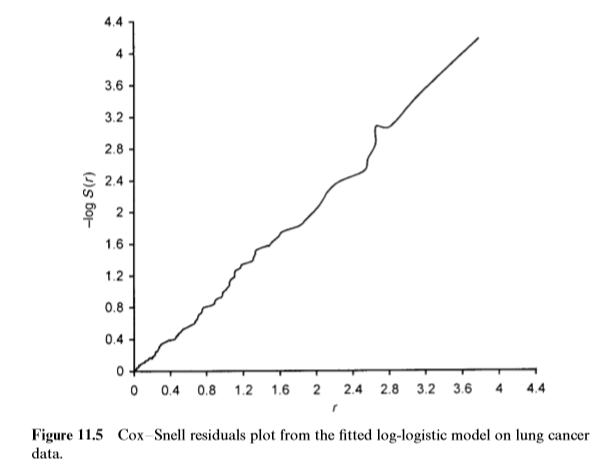 4.4
4
3.6
3.2
2.8
2.4
2
1.6
1.2
0.8
0.4
0
-log S(r)
0 0.4 0.8 1.2 1.6 2 2.4 2.8 3.2 3.6 4 4.4
r
Figure 11.5 Cox–Snell residuals plot from the fitted log-logistic model on lung cancer
data.